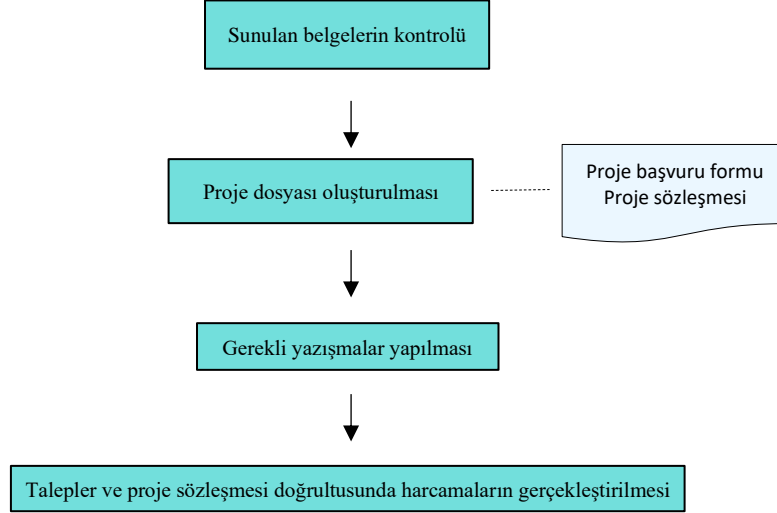 Sunulan belgelerin kontrolü
Proje dosyası oluşturulması
Proje başvuru formu
Proje sözleşmesi
Gerekli yazışmalar yapılması
Talepler ve proje sözleşmesi doğrultusunda harcamaların gerçekleştirilmesi